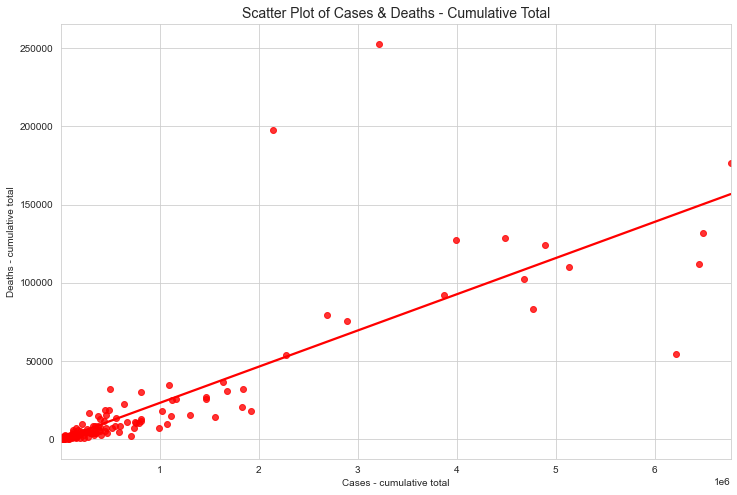 Scatter Plot of Cases & Deaths - Cumulative Total
250000
200000
150000
100000
50000
0
Deaths - cumulative total
1 2 3 4 5 6
1e6
Cases - cumulative total